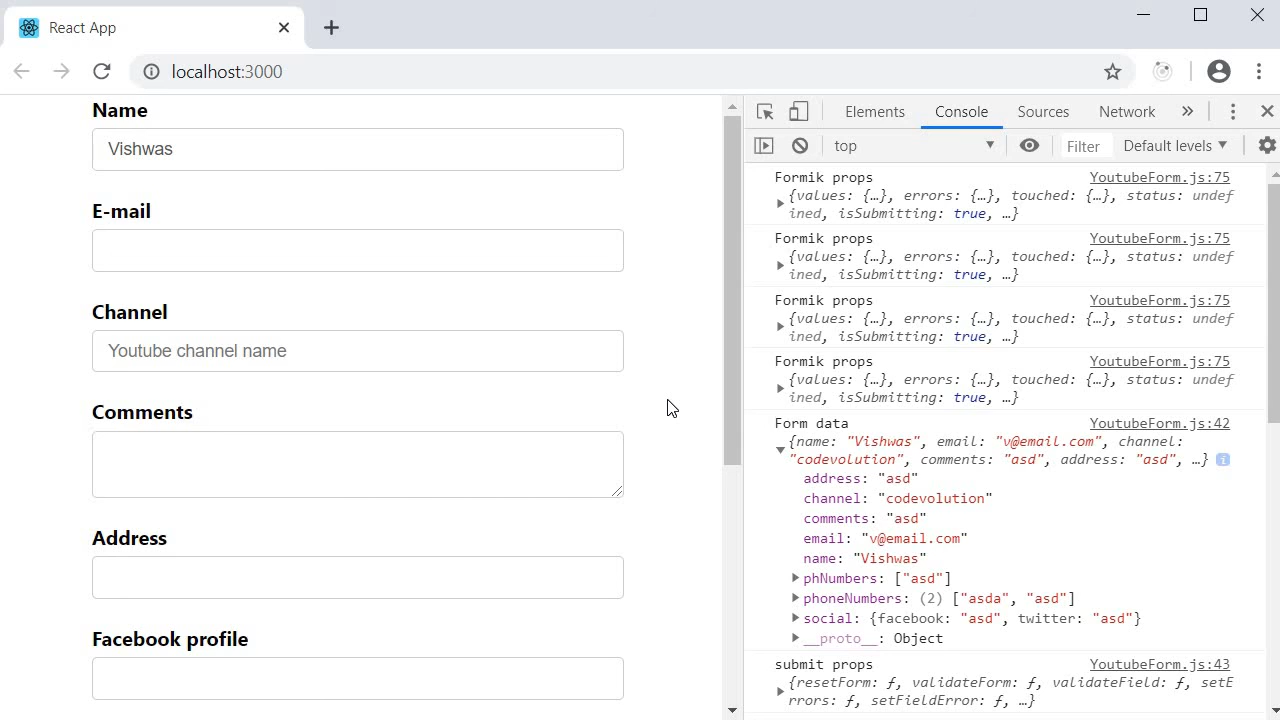 React App
localhost:3000
Name
Vishwas
E-mail
Channel
Youtube channel name
Comments
Address
Facebook profile
Elements Console Sources Network »
top Filter Default levels
Formik props YoutubeForm.js:75
{values: {…}, errors: {…}, touched: {…}, status: undef
ined, isSubmitting: true, …}
Formik props YoutubeForm.js:75
{values: {…}, errors: {…}, touched: {…}, status: undef
ined, isSubmitting: true, …}
Formik props YoutubeForm.js:75
{values: {…}, errors: {…}, touched: {…}, status: undef
ined, isSubmitting: true, …}
Formik props YoutubeForm.js:75
{values: {…}, errors: {…}, touched: {…}, status: undef
ined, isSubmitting: true, …}
Form data YoutubeForm.js:42
{name: "Vishwas", email: "v@email.com", channel:
"codevolution", comments: "asd", address: "asd", …} i
address: "asd"
channel: "codevolution"
comments: "asd"
email: "v@email.com"
name: "Vishwas"
phNumbers: ["asd"]
phoneNumbers: (2) ["asda", "asd"]
social: {facebook: "asd", twitter: "asd"}
__proto__: Object
submit props YoutubeForm.js:43
{resetForm: ƒ, validateForm: ƒ, validateField: ƒ, setE
rrors: ƒ, setFieldError: ƒ, …}